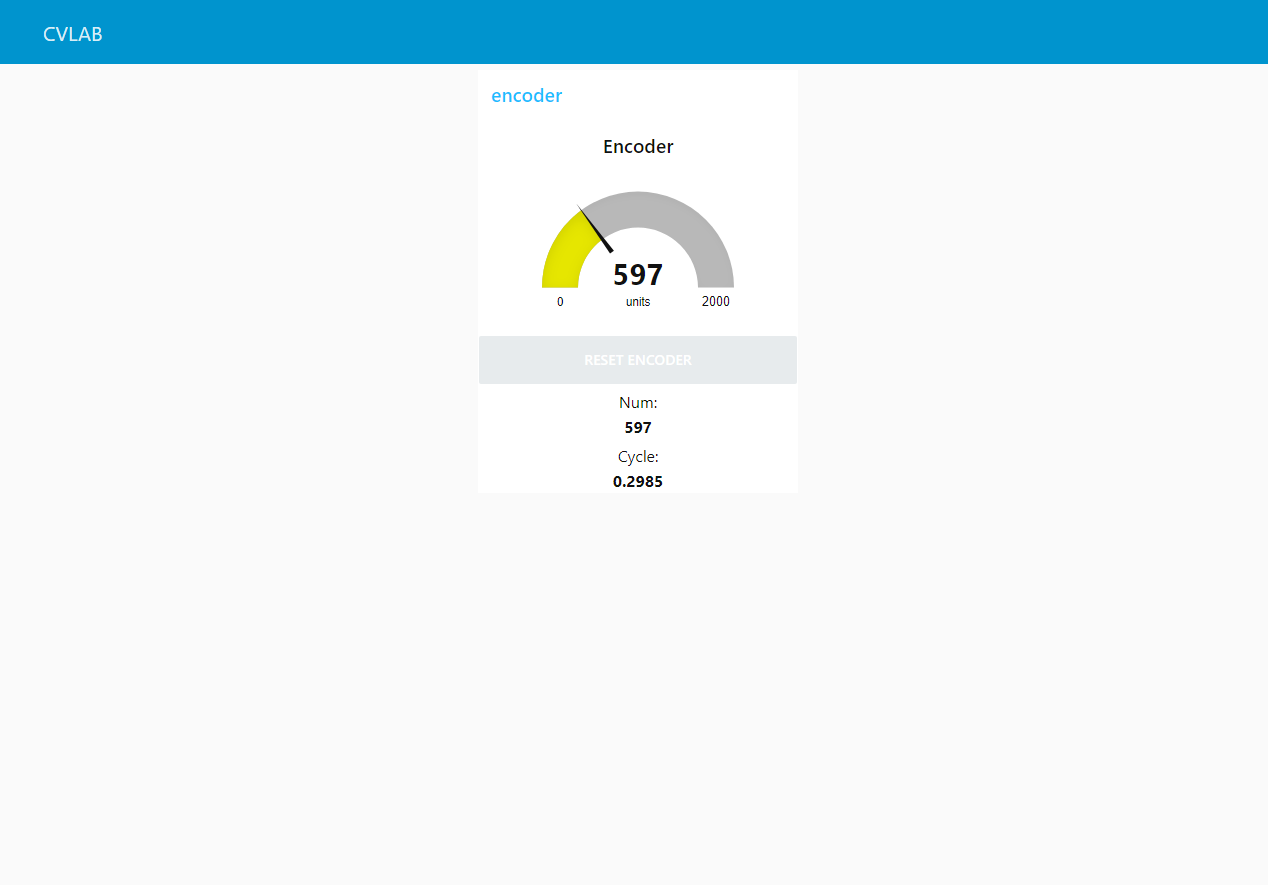 CVLAB
encoder
Encoder
597
0
units
2000
RESET ENCODER
Num:
597
Cycle:
0.2985